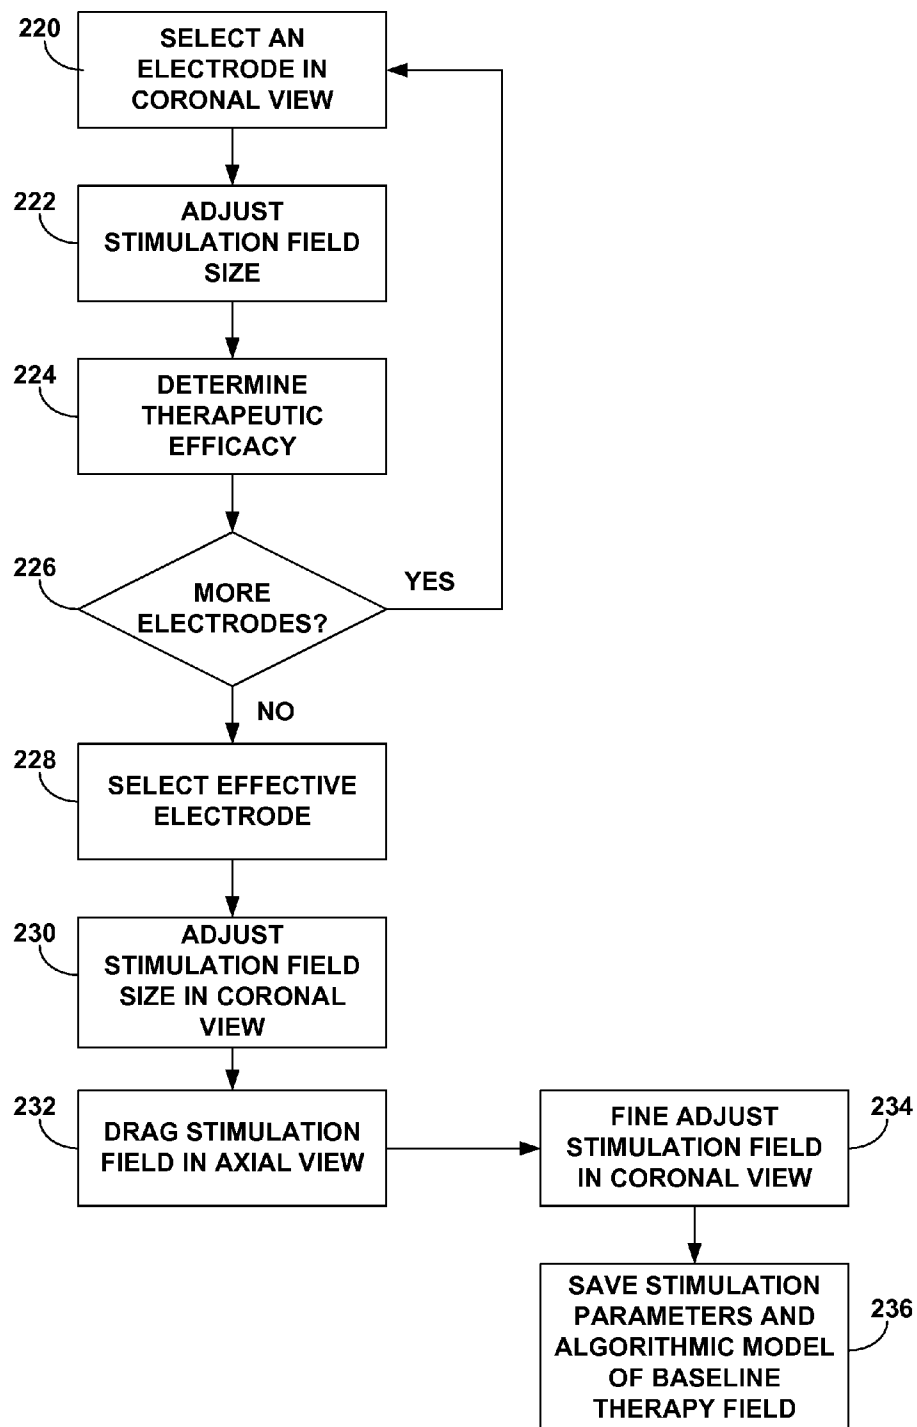 220
SELECT AN
ELECTRODE IN
CORONAL VIEW
222
ADJUST
STIMULATION FIELD
SIZE
224
DETERMINE
THERAPEUTIC
EFFICACY
226
MORE
ELECTRODES?
YES
NO
228
SELECT EFFECTIVE
ELECTRODE
230
ADJUST
STIMULATION FIELD
SIZE IN CORONAL
VIEW
232
DRAG STIMULATION
FIELD IN AXIAL VIEW
FINE ADJUST
STIMULATION FIELD
IN CORONAL VIEW
234
SAVE STIMULATION
PARAMETERS AND
ALGORITHMIC MODEL
OF BASELINE
THERAPY FIELD
236